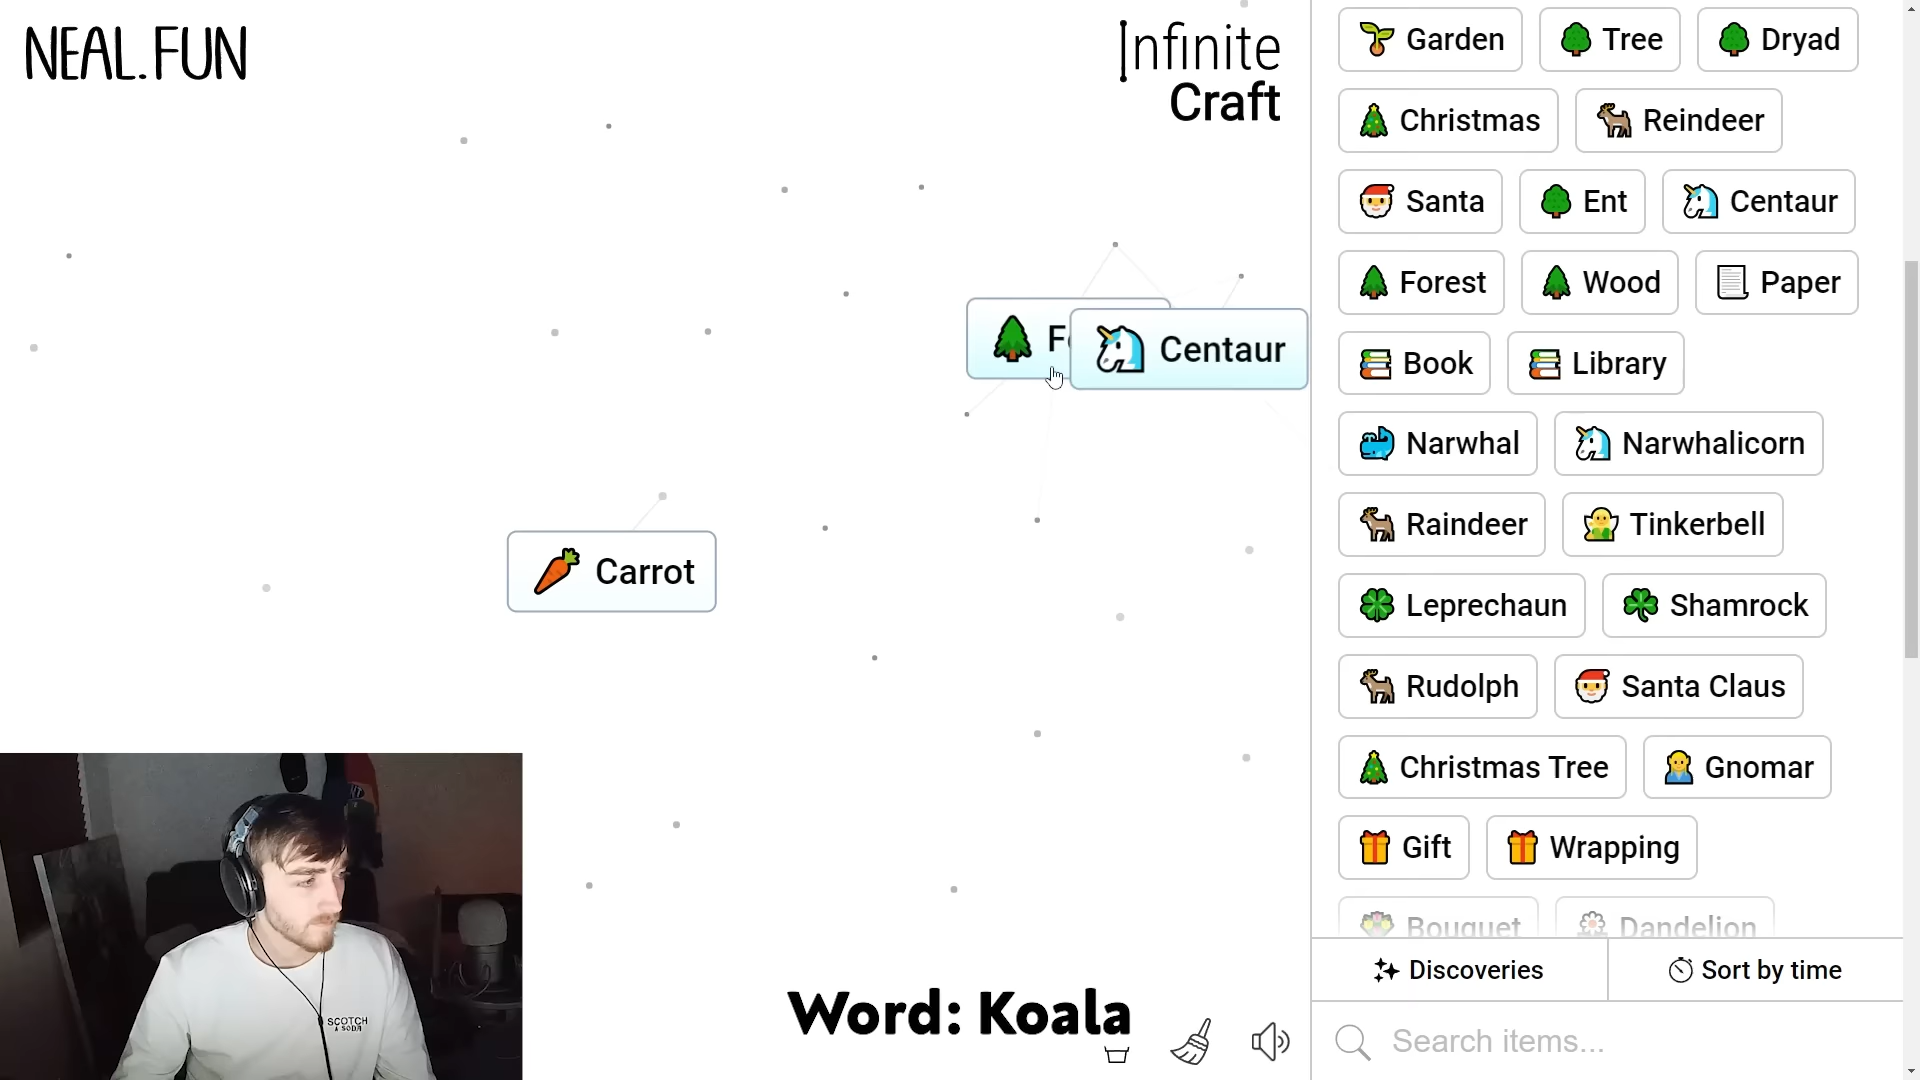 NEAL.FUN
Infinite
Craft
Garden
Tree
Dryad
Christmas
Reindeer
Santa
Ent
Centaur
Forest
Wood
Paper
Centaur
Book
Library
Narwhal
Narwhalicorn
Carrot
Raindeer
Tinkerbell
Leprechaun
Shamrock
Rudolph
Santa Claus
Christmas Tree
Gnomar
Gift
Wrapping
Bouquet
Dandelion
Discoveries
Sort by time
SCOTCH
& SODA
Word: Koala
Search items...